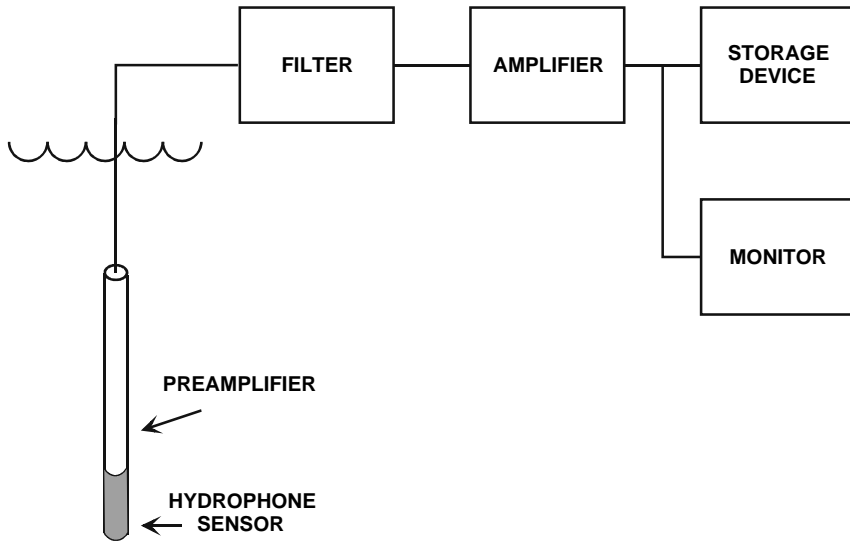 FILTER
AMPLIFIER
STORAGE
DEVICE
MONITOR
PREAMPLIFIER
HYDROPHONE
SENSOR